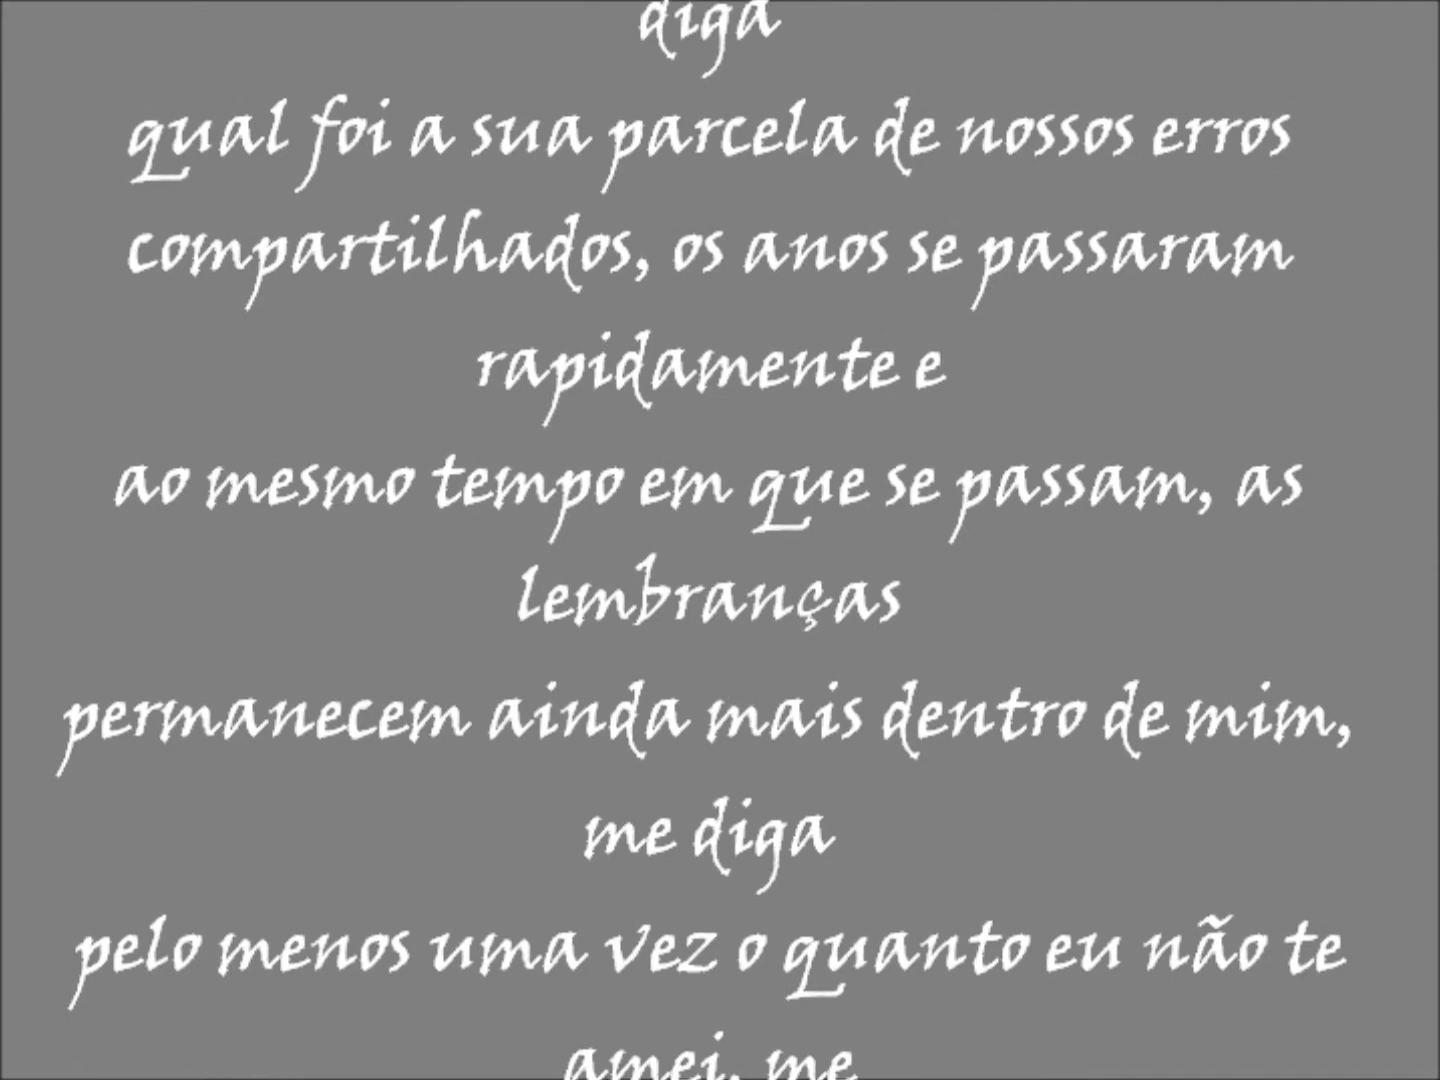 diga
qual foi a sua parcela de nossos erros
compartilhados, os anos se passaram
rapidamente e
ao mesmo tempo em que se passam, as
lembranças
permanecem ainda mais dentro de mim,
me diga
pelo menos uma vez o quanto eu não te
amei, me